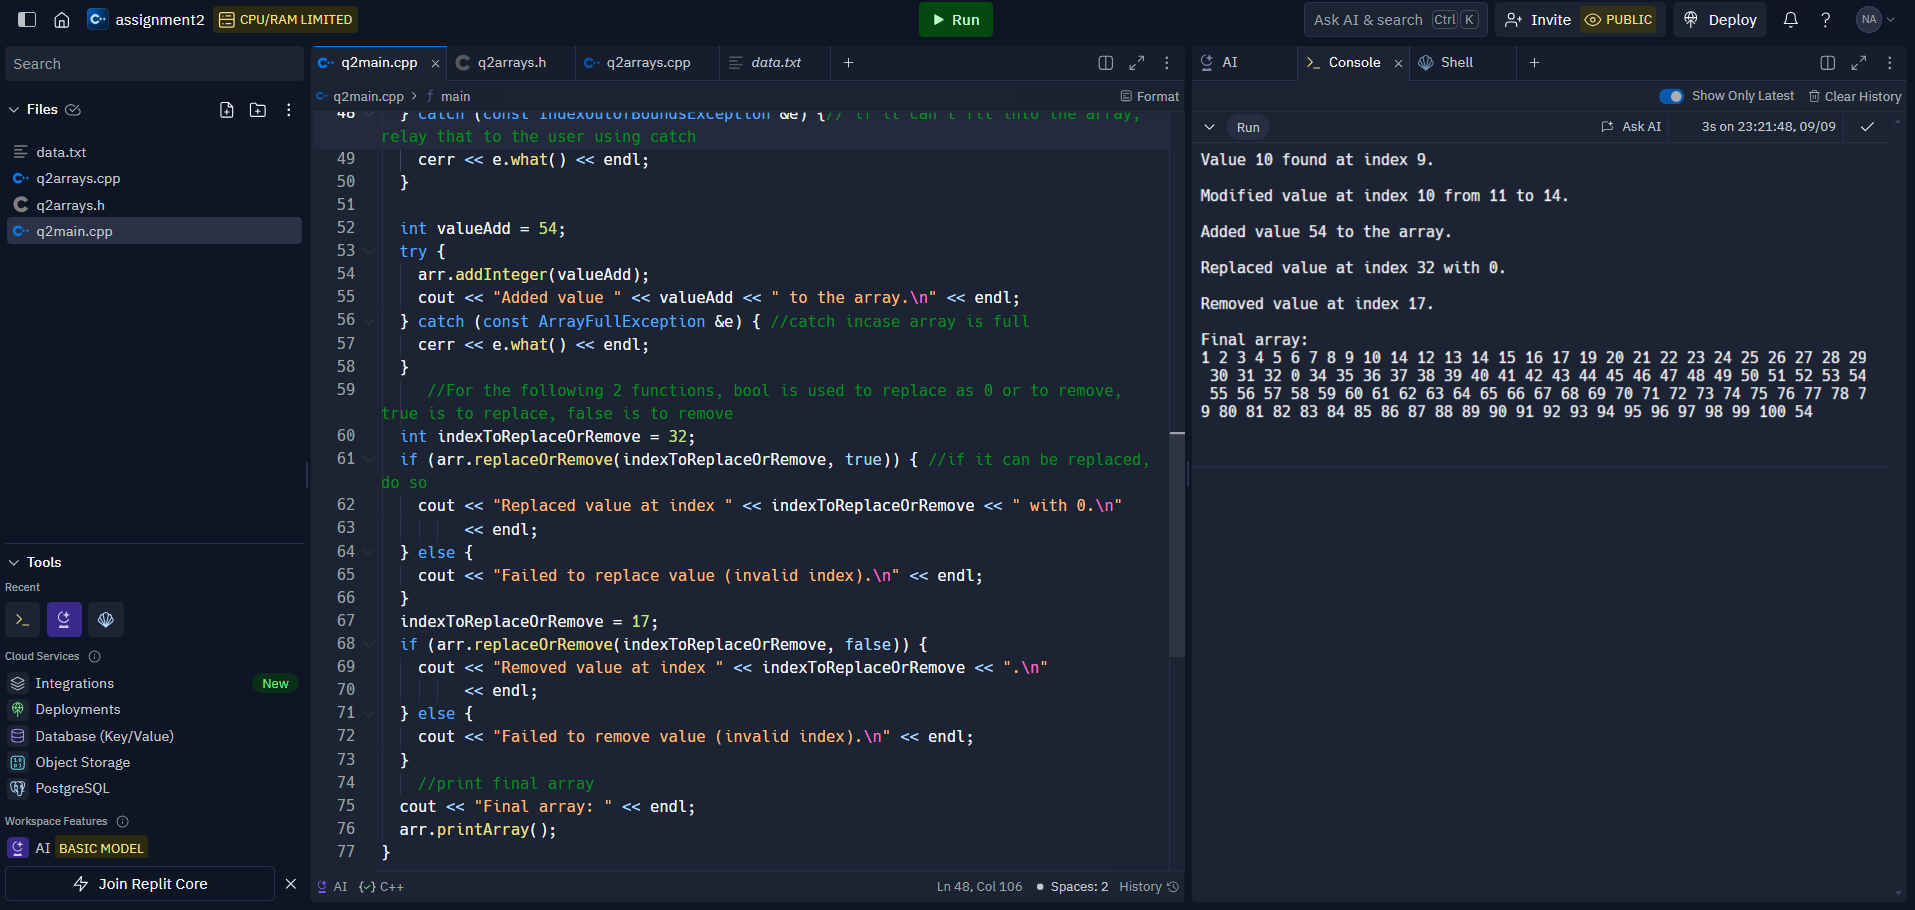 assignment2
CPU/RAM LIMITED
Run
Ask AI & search Ctrl K
Invite
PUBLIC
Deploy
NA
Search
Files
data.txt
q2arrays.cpp
q2arrays.h
q2main.cpp
Tools
Recent
Cloud Services
Integrations New
Deployments
Database (Key/Value)
Object Storage
PostgreSQL
Workspace Features
AI BASIC MODEL
Join Replit Core
q2main.cpp q2arrays.h q2arrays.cpp data.txt
q2main.cpp > f main
Format
48 } catch (const IndexOutOfBoundsException &e) {// if it can't fit into the array,
relay that to the user using catch
49 cerr << e.what() << endl;
50 }
51
52 int valueAdd = 54;
53 try {
54 arr.addInteger(valueAdd);
55 cout << "Added value " << valueAdd << " to the array.\n" << endl;
56 } catch (const ArrayFullException &e) { //catch incase array is full
57 cerr << e.what() << endl;
58 }
59 //For the following 2 functions, bool is used to replace as 0 or to remove,
true is to replace, false is to remove
60 int indexToReplaceOrRemove = 32;
61 if (arr.replaceOrRemove(indexToReplaceOrRemove, true)) { //if it can be replaced,
do so
62 cout << "Replaced value at index " << indexToReplaceOrRemove << " with 0.\n"
63 << endl;
64 } else {
65 cout << "Failed to replace value (invalid index).\n" << endl;
66 }
67 indexToReplaceOrRemove = 17;
68 if (arr.replaceOrRemove(indexToReplaceOrRemove, false)) {
69 cout << "Removed value at index " << indexToReplaceOrRemove << ".\n"
70 << endl;
71 } else {
72 cout << "Failed to remove value (invalid index).\n" << endl;
73 }
74 //print final array
75 cout << "Final array: " << endl;
76 arr.printArray();
77 }
AI {✓} C++
Ln 48, Col 106 • Spaces: 2 History
AI Console Shell
Show Only Latest Clear History
Run Ask AI 3s on 23:21:48, 09/09
Value 10 found at index 9.
Modified value at index 10 from 11 to 14.
Added value 54 to the array.
Replaced value at index 32 with 0.
Removed value at index 17.
Final array:
1 2 3 4 5 6 7 8 9 10 14 12 13 14 15 16 17 19 20 21 22 23 24 25 26 27 28 29
30 31 32 0 34 35 36 37 38 39 40 41 42 43 44 45 46 47 48 49 50 51 52 53 54
55 56 57 58 59 60 61 62 63 64 65 66 67 68 69 70 71 72 73 74 75 76 77 78 7
9 80 81 82 83 84 85 86 87 88 89 90 91 92 93 94 95 96 97 98 99 100 54